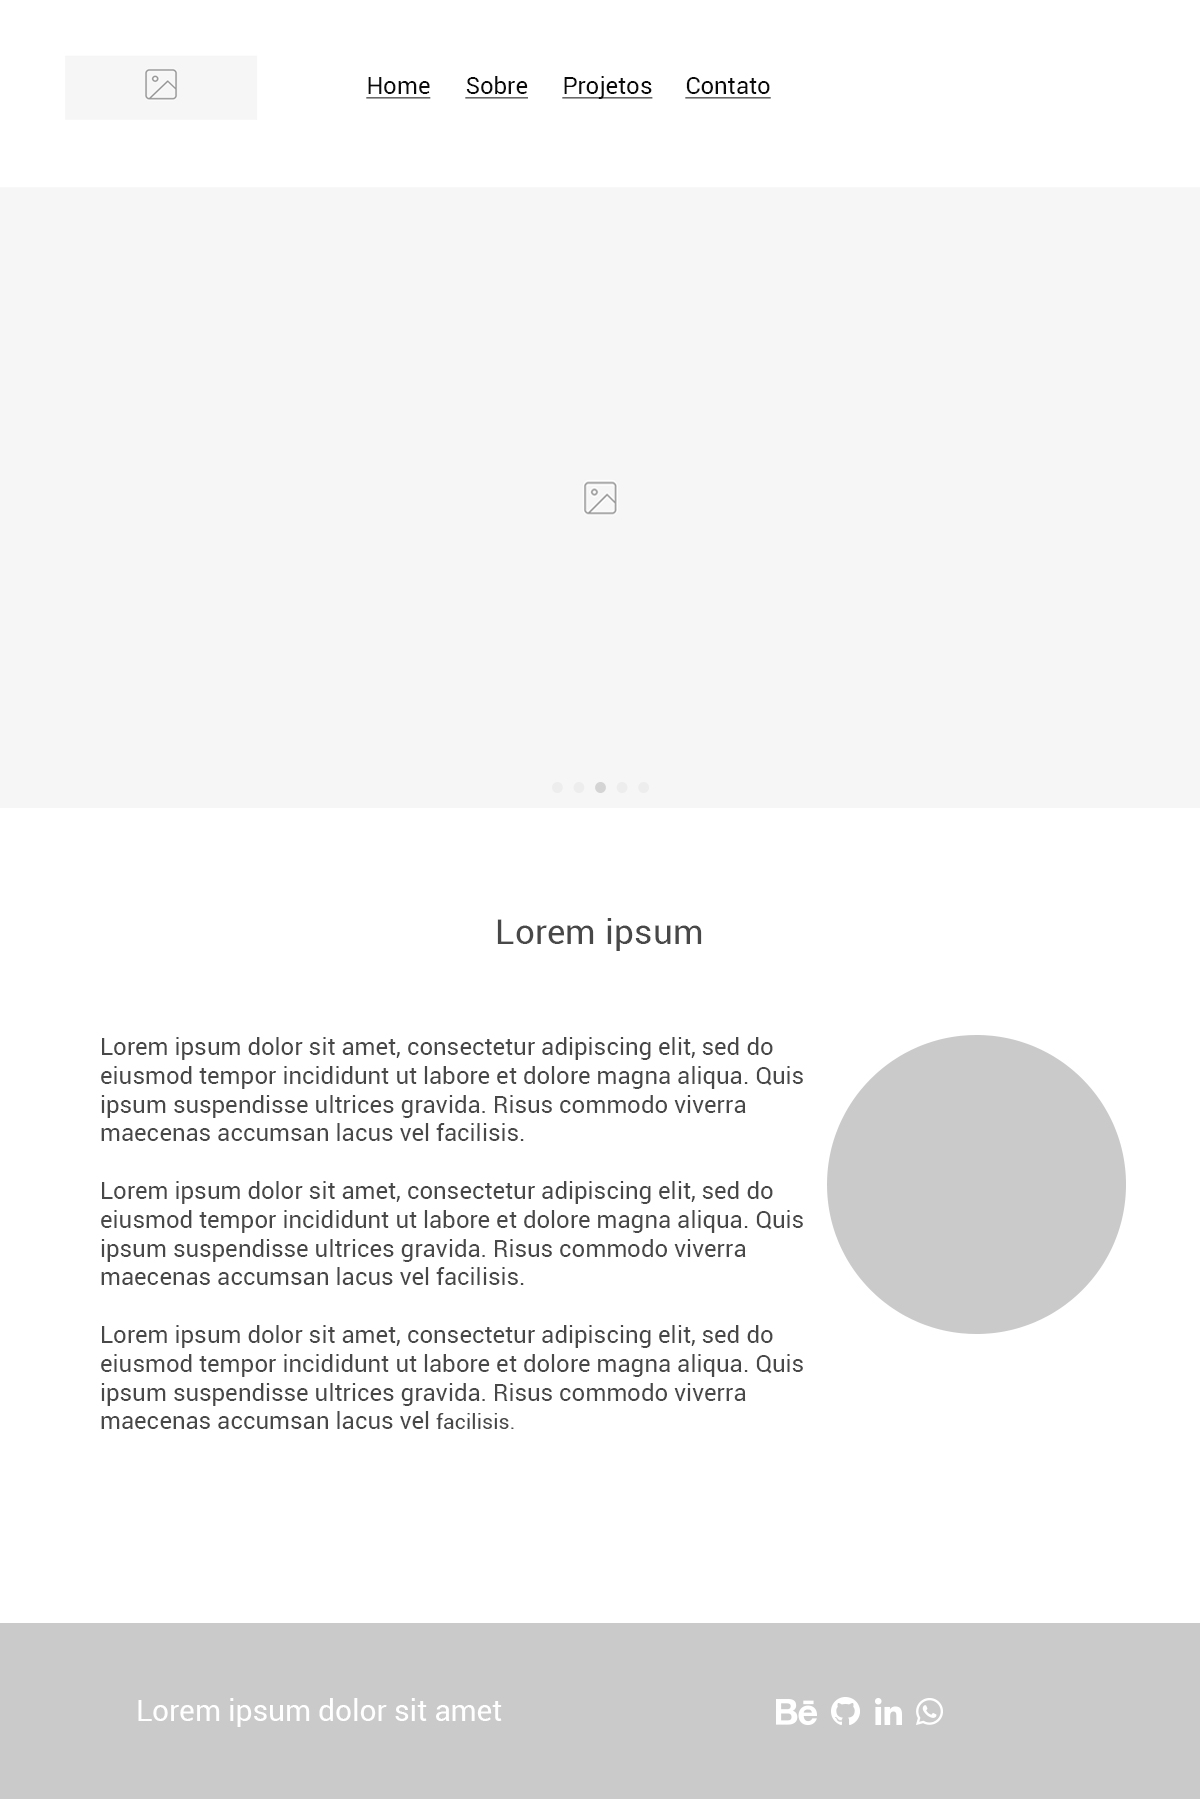 Home Sobre Projetos Contato
Lorem ipsum
Lorem ipsum dolor sit amet, consectetur adipiscing elit, sed do
eiusmod tempor incididunt ut labore et dolore magna aliqua. Quis
ipsum suspendisse ultrices gravida. Risus commodo viverra
maecenas accumsan lacus vel facilisis.
Lorem ipsum dolor sit amet, consectetur adipiscing elit, sed do
eiusmod tempor incididunt ut labore et dolore magna aliqua. Quis
ipsum suspendisse ultrices gravida. Risus commodo viverra
maecenas accumsan lacus vel facilisis.
Lorem ipsum dolor sit amet, consectetur adipiscing elit, sed do
eiusmod tempor incididunt ut labore et dolore magna aliqua. Quis
ipsum suspendisse ultrices gravida. Risus commodo viverra
maecenas accumsan lacus vel facilisis.
Lorem ipsum dolor sit amet Bē in